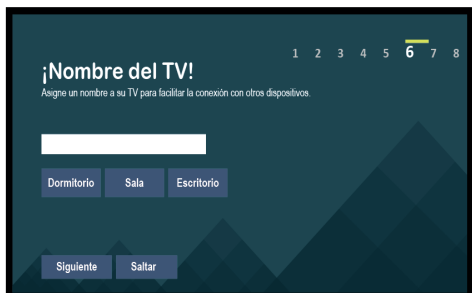 1 2 3 4 5 6 7 8
¡Nombre del TV!
Asigne un nombre a su TV para facilitar la conexión con otros dispositivos.
Dormitorio Sala Escritorio
Siguiente Saltar